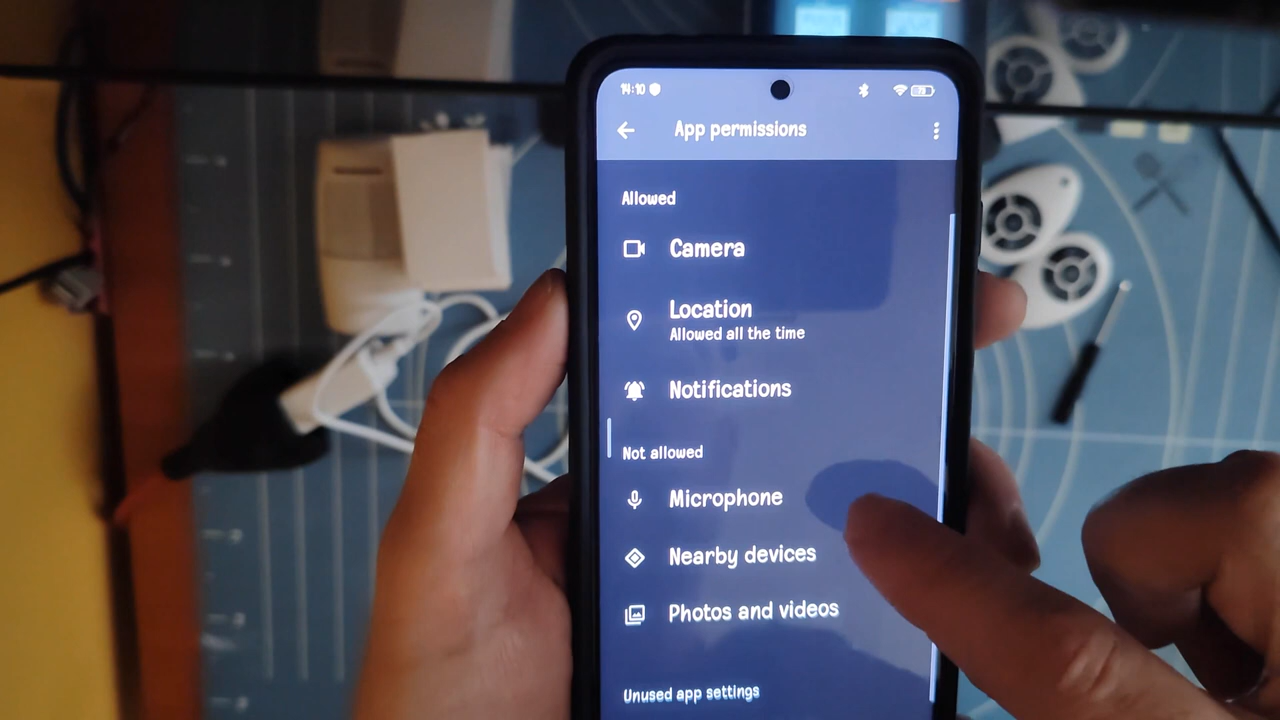 14:10
73
App permissions
Allowed
Camera
Location
Allowed all the time
Notifications
Not allowed
Microphone
Nearby devices
Photos and videos
Unused app settings